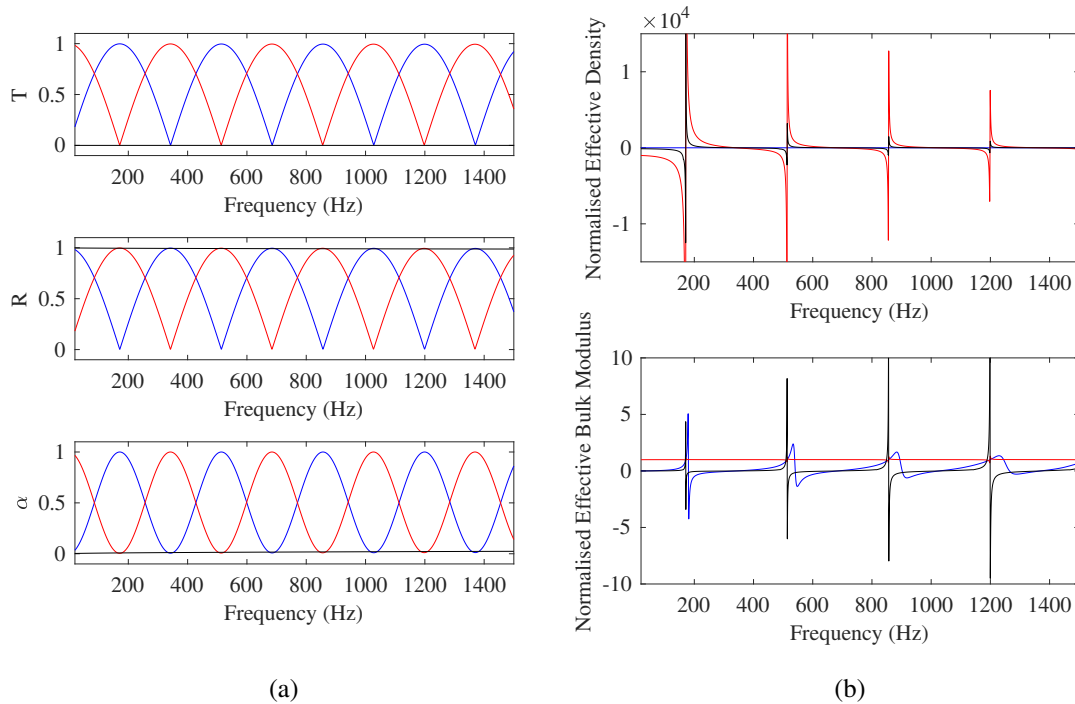 T
1
0.5
0
200 400 600 800 1000 1200 1400
Frequency (Hz)
R
1
0.5
0
200 400 600 800 1000 1200 1400
Frequency (Hz)
α
1
0.5
0
200 400 600 800 1000 1200 1400
Frequency (Hz)
(a)
×10⁴
Normalised Effective Density
1
0
-1
200 400 600 800 1000 1200 1400
Frequency (Hz)
Normalised Effective Bulk Modulus
10
5
0
-5
-10
200 400 600 800 1000 1200 1400
Frequency (Hz)
(b)